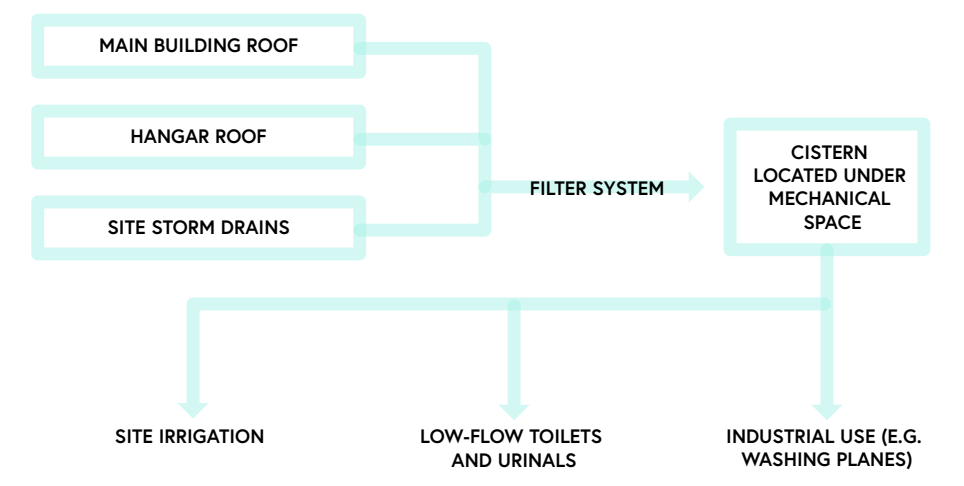 MAIN BUILDING ROOF
HANGAR ROOF
SITE STORM DRAINS
FILTER SYSTEM
CISTERN
LOCATED UNDER
MECHANICAL
SPACE
SITE IRRIGATION
LOW-FLOW TOILETS
AND URINALS
INDUSTRIAL USE (E.G.
WASHING PLANES)